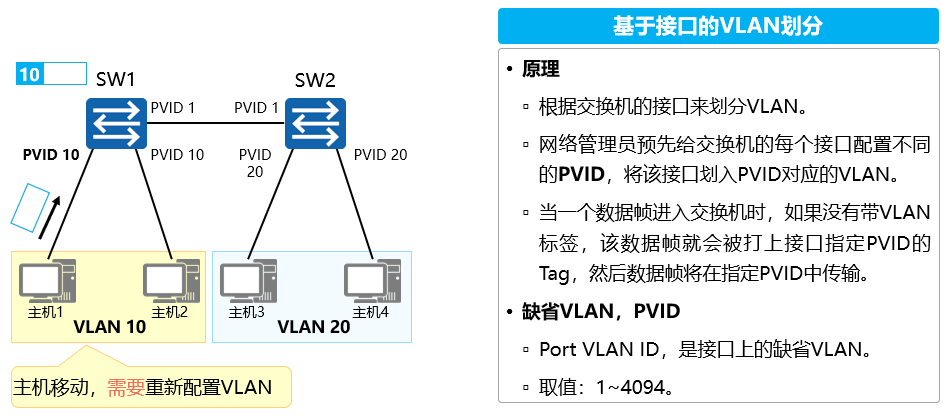 10
SW1
SW2
PVID 1
PVID 1
PVID 10
PVID 10
PVID
20
PVID 20
主机1
主机2
主机3
主机4
VLAN 10
VLAN 20
主机移动，需要重新配置VLAN
基于接口的VLAN划分
• 原理
▫ 根据交换机的接口来划分VLAN。
▫ 网络管理员预先给交换机的每个接口配置不同
的PVID，将该接口划入PVID对应的VLAN。
▫ 当一个数据帧进入交换机时，如果没有带VLAN
标签，该数据帧就会被打上接口指定PVID的
Tag，然后数据帧将在指定PVID中传输。
• 缺省VLAN，PVID
▫ Port VLAN ID，是接口上的缺省VLAN。
▫ 取值：1~4094。